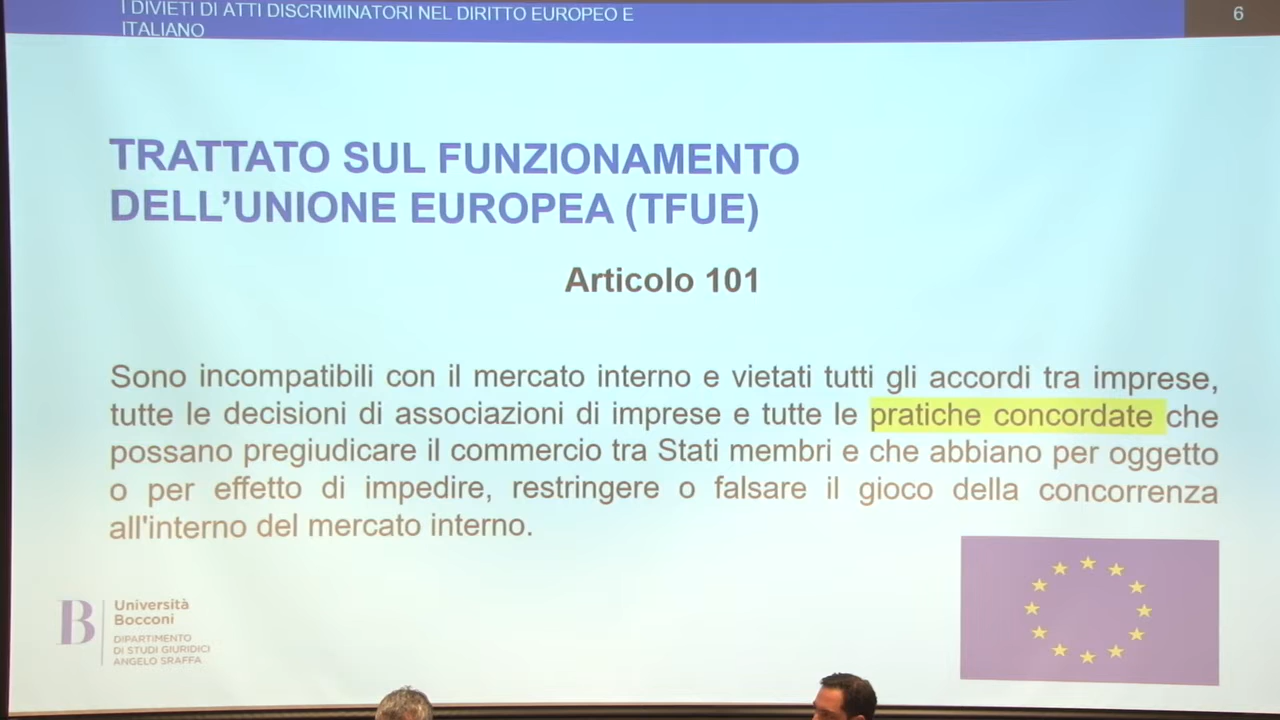 I DIVIETI DI ATTI DISCRIMINATORI NEL DIRITTO EUROPEO E
ITALIANO
6
TRATTATO SUL FUNZIONAMENTO
DELL’UNIONE EUROPEA (TFUE)
Articolo 101
Sono incompatibili con il mercato interno e vietati tutti gli accordi tra imprese,
tutte le decisioni di associazioni di imprese e tutte le pratiche concordate che
possano pregiudicare il commercio tra Stati membri e che abbiano per oggetto
o per effetto di impedire, restringere o falsare il gioco della concorrenza
all'interno del mercato interno.
B
Università
Bocconi
DIPARTIMENTO
DI STUDI GIURIDICI
ANGELO SRAFFA